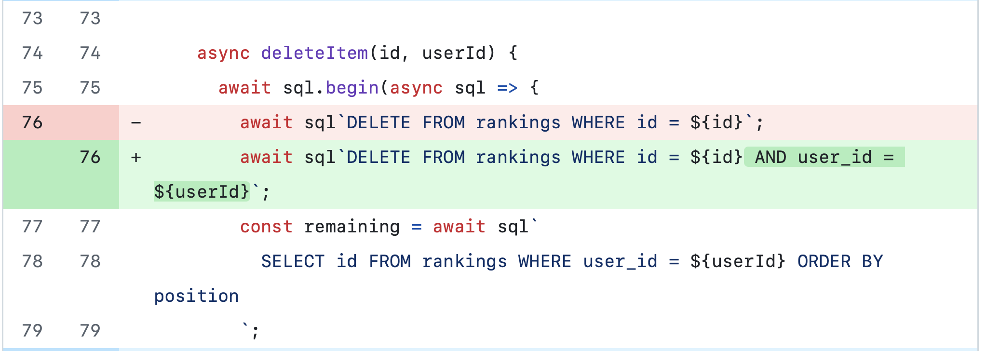 73 73
74 74 async deleteItem(id, userId) {
75 75 await sql.begin(async sql => {
76 - await sql`DELETE FROM rankings WHERE id = ${id}`;
76 + await sql`DELETE FROM rankings WHERE id = ${id} AND user_id =
${userId}`;
77 77 const remaining = await sql`
78 78 SELECT id FROM rankings WHERE user_id = ${userId} ORDER BY
position
79 79 `;